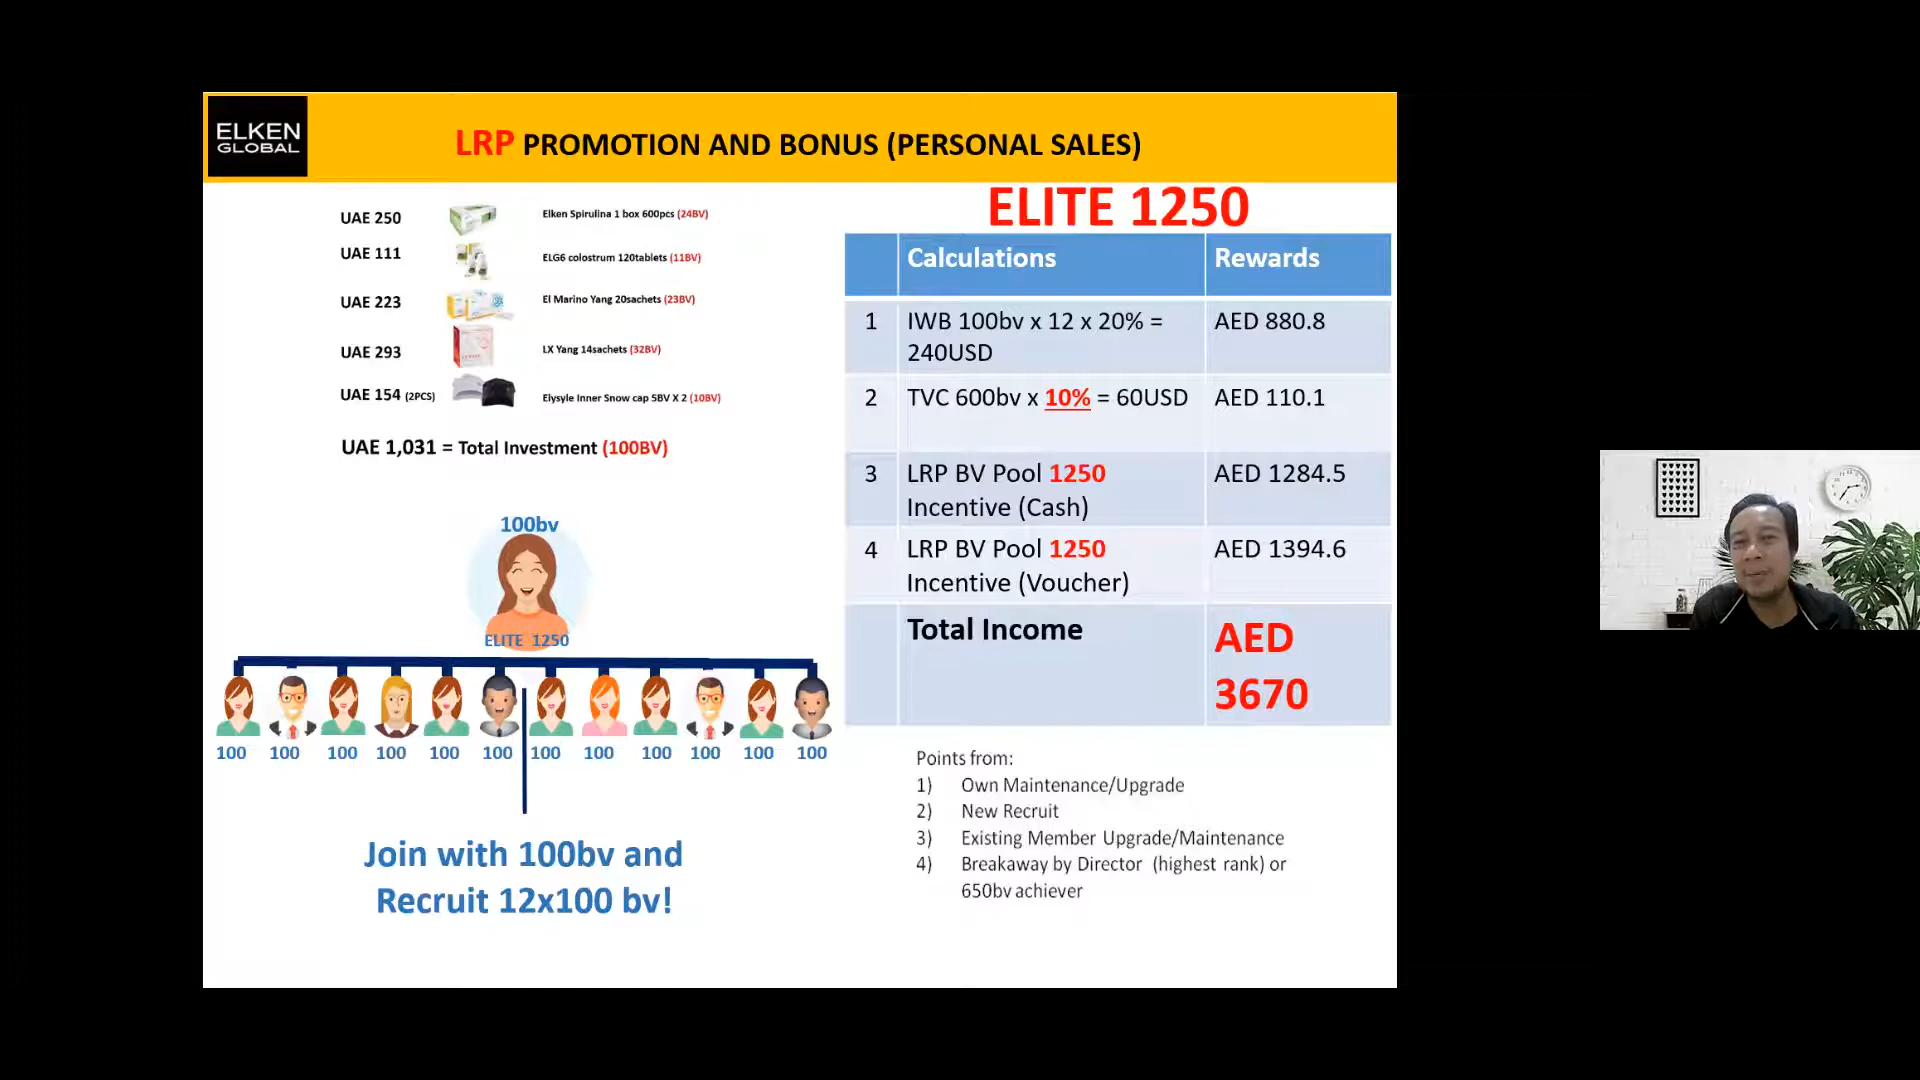 ELKEN
GLOBAL
LRP PROMOTION AND BONUS (PERSONAL SALES)
UAE 250
Elken Spirulina 1 box 600pcs (24BV)
UAE 111
ELG6 colostrum 120tablets (11BV)
UAE 223
El Marino Yang 20sachets (23BV)
UAE 293
LX Yang 14sachets (32BV)
UAE 154 (2PCS)
Elysyle Inner Snow cap 5BV X 2 (10BV)
UAE 1,031 = Total Investment (100BV)
100bv
ELITE 1250
100 100 100 100 100 100 100 100 100 100 100 100
Join with 100bv and
Recruit 12x100 bv!
ELITE 1250
Calculations Rewards
1 IWB 100bv x 12 x 20% = AED 880.8
240USD
2 TVC 600bv x 10% = 60USD AED 110.1
3 LRP BV Pool 1250 AED 1284.5
Incentive (Cash)
4 LRP BV Pool 1250 AED 1394.6
Incentive (Voucher)
Total Income AED
3670
Points from:
1) Own Maintenance/Upgrade
2) New Recruit
3) Existing Member Upgrade/Maintenance
4) Breakaway by Director (highest rank) or
650bv achiever